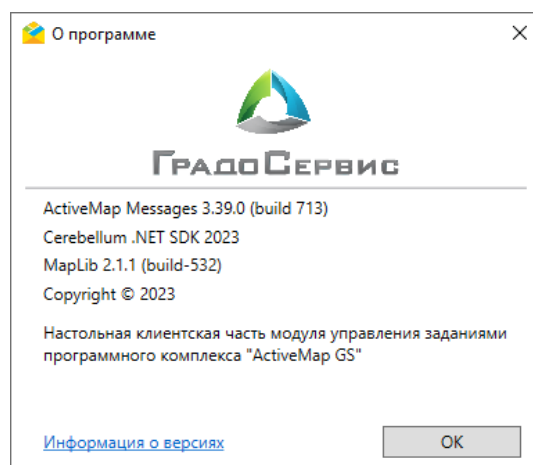 О программе
ГРАДОСЕРВИС
ActiveMap Messages 3.39.0 (build 713)
Cerebellum .NET SDK 2023
MapLib 2.1.1 (build-532)
Copyright © 2023
Настольная клиентская часть модуля управления заданиями
программного комплекса "ActiveMap GS"
Информация о версиях
ОК